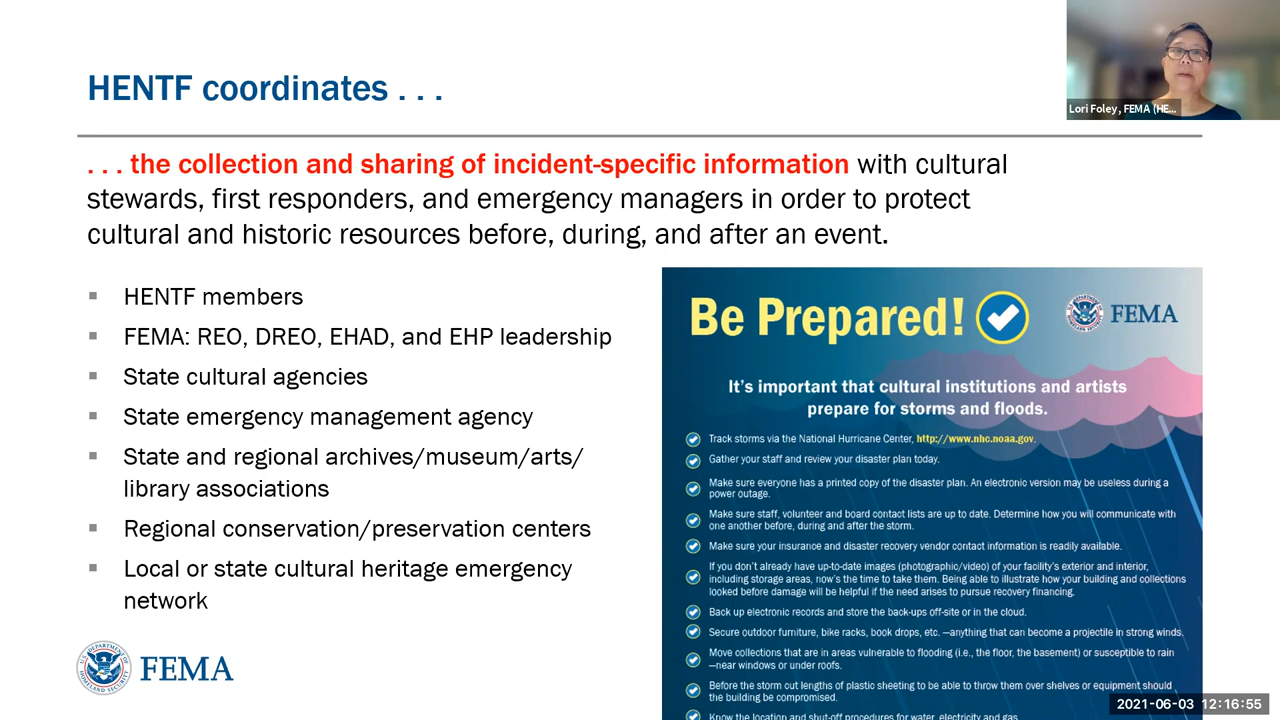 HENTF coordinates . . .
Lori Foley, FEMA (HE...
. . . the collection and sharing of incident-specific information with cultural
stewards, first responders, and emergency managers in order to protect
cultural and historic resources before, during, and after an event.
HENTF members
FEMA: REO, DREO, EHAD, and EHP leadership
State cultural agencies
State emergency management agency
State and regional archives/museum/arts/
library associations
Regional conservation/preservation centers
Local or state cultural heritage emergency
network
FEMA
Be Prepared!
FEMA
It's important that cultural institutions and artists
prepare for storms and floods.
Track storms via the National Hurricane Center, http://www.nhc.noaa.gov.
Gather your staff and review your disaster plan today.
Make sure everyone has a printed copy of the disaster plan. An electronic version may be useless during a
power outage.
Make sure staff, volunteer and board contact lists are up to date. Determine how you will communicate with
one another before, during and after the storm.
Make sure your insurance and disaster recovery vendor contact information is readily available.
If you don't already have up-to-date images (photographic/video) of your facility's exterior and interior,
including storage areas, now's the time to take them. Being able to illustrate how your building and collections
looked before damage will be helpful if the need arises to pursue recovery financing.
Back up electronic records and store the back-ups off-site or in the cloud.
Secure outdoor furniture, bike racks, book drops, etc. —anything that can become a projectile in strong winds.
Move collections that are in areas vulnerable to flooding (i.e., the floor, the basement) or susceptible to rain
—near windows or under roofs.
Before the storm cut lengths of plastic sheeting to be able to throw them over shelves or equipment should
the building be compromised.
Know the location and shut-off procedures for water, electricity and gas.
2021-06-03 12:16:55